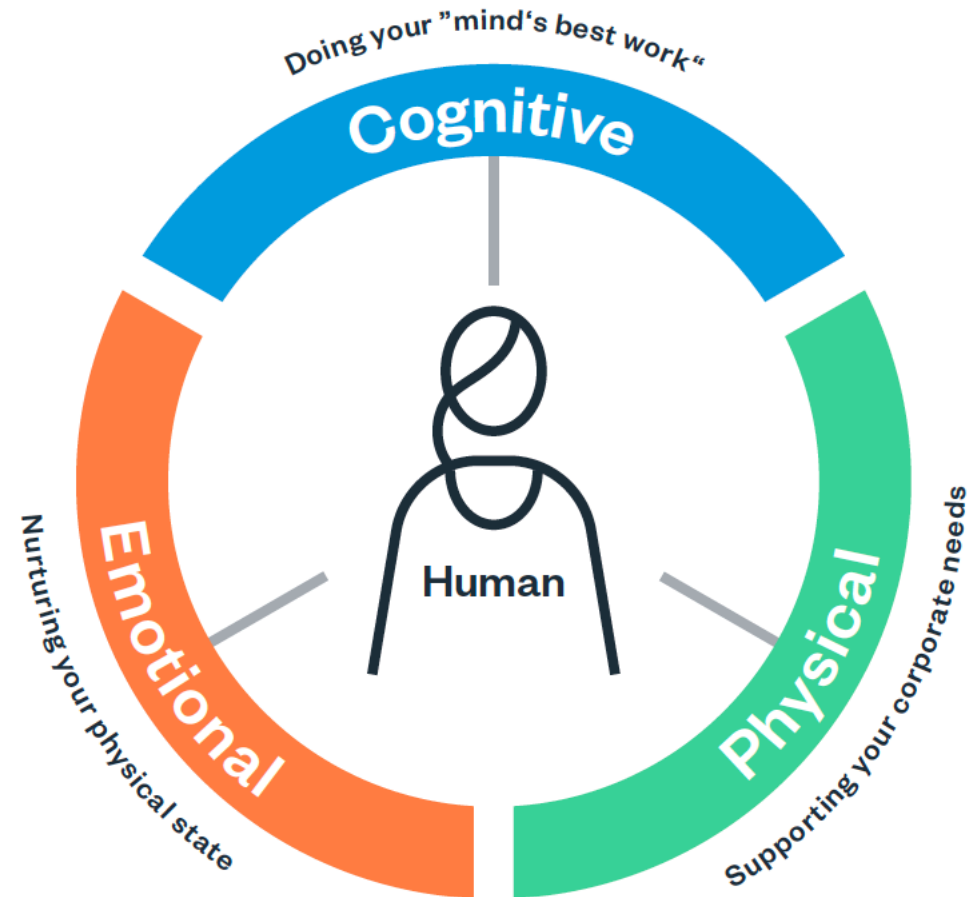 Doing your ”mind‘s best work“
Cognitive
Human
Emotional
Nurturing your physical state
Physical
Supporting your corporate needs